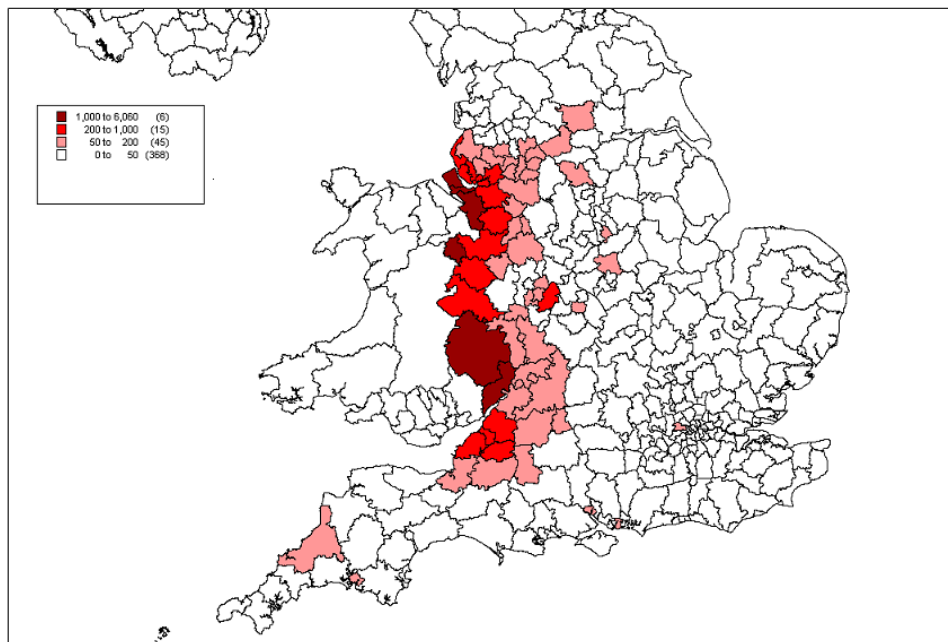 1,000 to 6,060 (6)
200 to 1,000 (15)
50 to 200 (45)
0 to 50 (368)